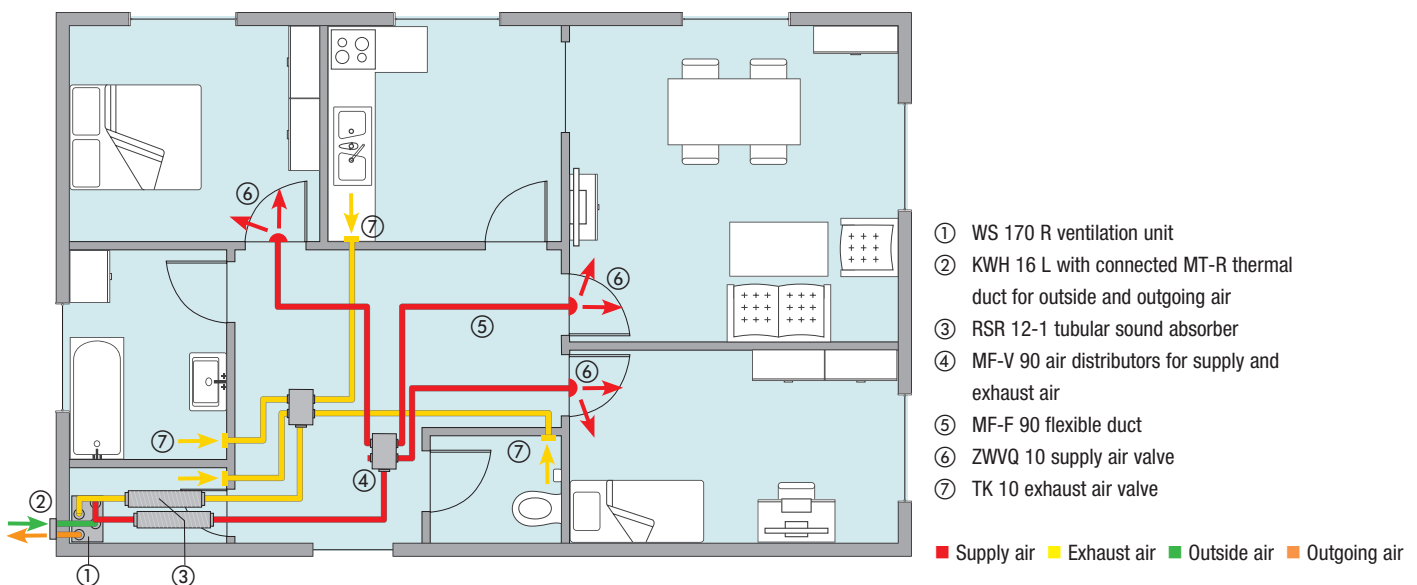 ⑥
⑦
⑥
⑤
⑥
⑦
⑦
④
②
①
③
① WS 170 R ventilation unit
② KWH 16 L with connected MT-R thermal
duct for outside and outgoing air
③ RSR 12-1 tubular sound absorber
④ MF-V 90 air distributors for supply and
exhaust air
⑤ MF-F 90 flexible duct
⑥ ZWVQ 10 supply air valve
⑦ TK 10 exhaust air valve
Supply air Exhaust air Outside air Outgoing air